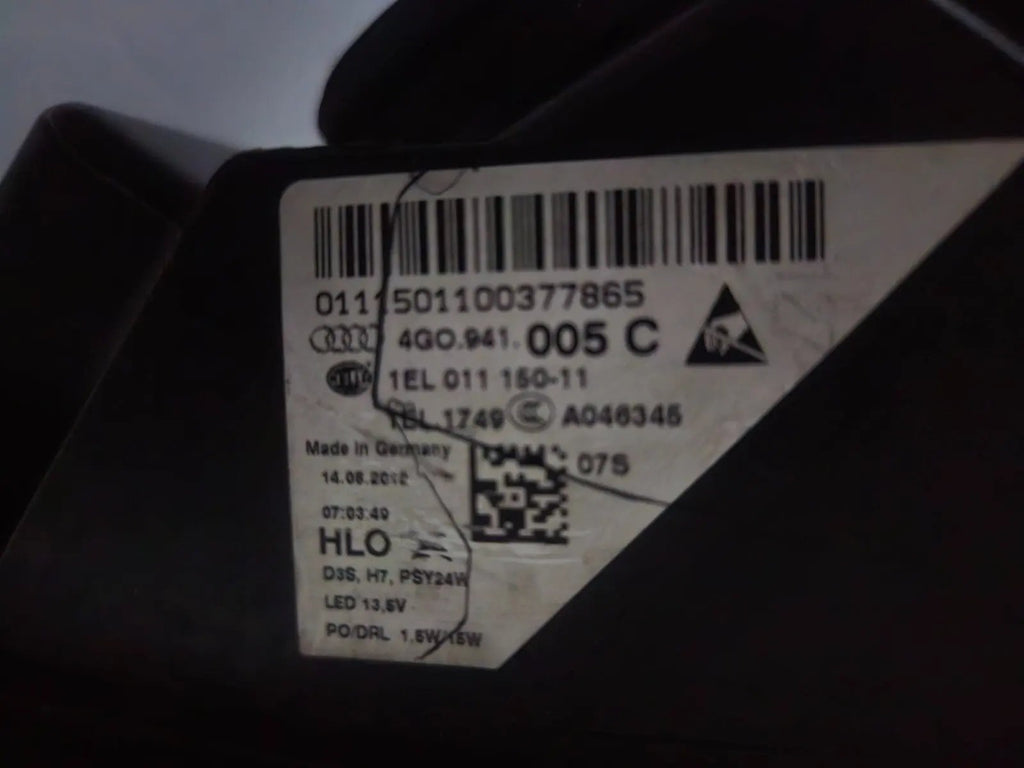 0111501100377865
4G0.941. 005 C
1EL 011 150-11
1EL 1749 A046345
Made in Germany 07S
14.08.2012
07:03:49
HLO
D3S, H7, PSY24W
LED 13,5V
PO/DRL 1,5W/15W